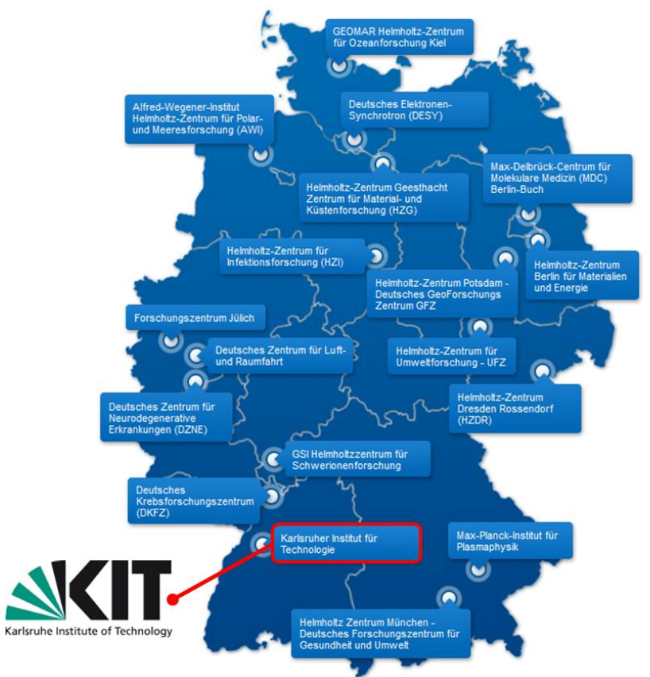 GEOMAR Helmholtz-Zentrum
für Ozeanforschung Kiel
Alfred-Wegener-Institut
Helmholtz-Zentrum für Polar-
und Meeresforschung (AWI)
Deutsches Elektronen-
Synchrotron (DESY)
Max-Delbrück-Centrum für
Molekulare Medizin (MDC)
Berlin-Buch
Helmholtz-Zentrum Geesthacht
Zentrum für Material- und
Küstenforschung (HZG)
Helmholtz-Zentrum für
Infektionsforschung (HZI)
Helmholtz-Zentrum
Berlin für Materialien
und Energie
Helmholtz-Zentrum Potsdam -
Deutsches GeoForschungs
Zentrum GFZ
Forschungszentrum Jülich
Deutsches Zentrum für Luft-
und Raumfahrt
Helmholtz-Zentrum für
Umweltforschung - UFZ
Helmholtz-Zentrum
Dresden Rossendorf
(HZDR)
Deutsches Zentrum für
Neurodegenerative
Erkrankungen (DZNE)
GSI Helmholtzzentrum für
Schwerionenforschung
Deutsches
Krebsforschungszentrum
(DKFZ)
Karlsruher Institut für
Technologie
Max-Planck-Institut für
Plasmaphysik
KIT
Karlsruhe Institute of Technology
Helmholtz Zentrum München -
Deutsches Forschungszentrum für
Gesundheit und Umwelt